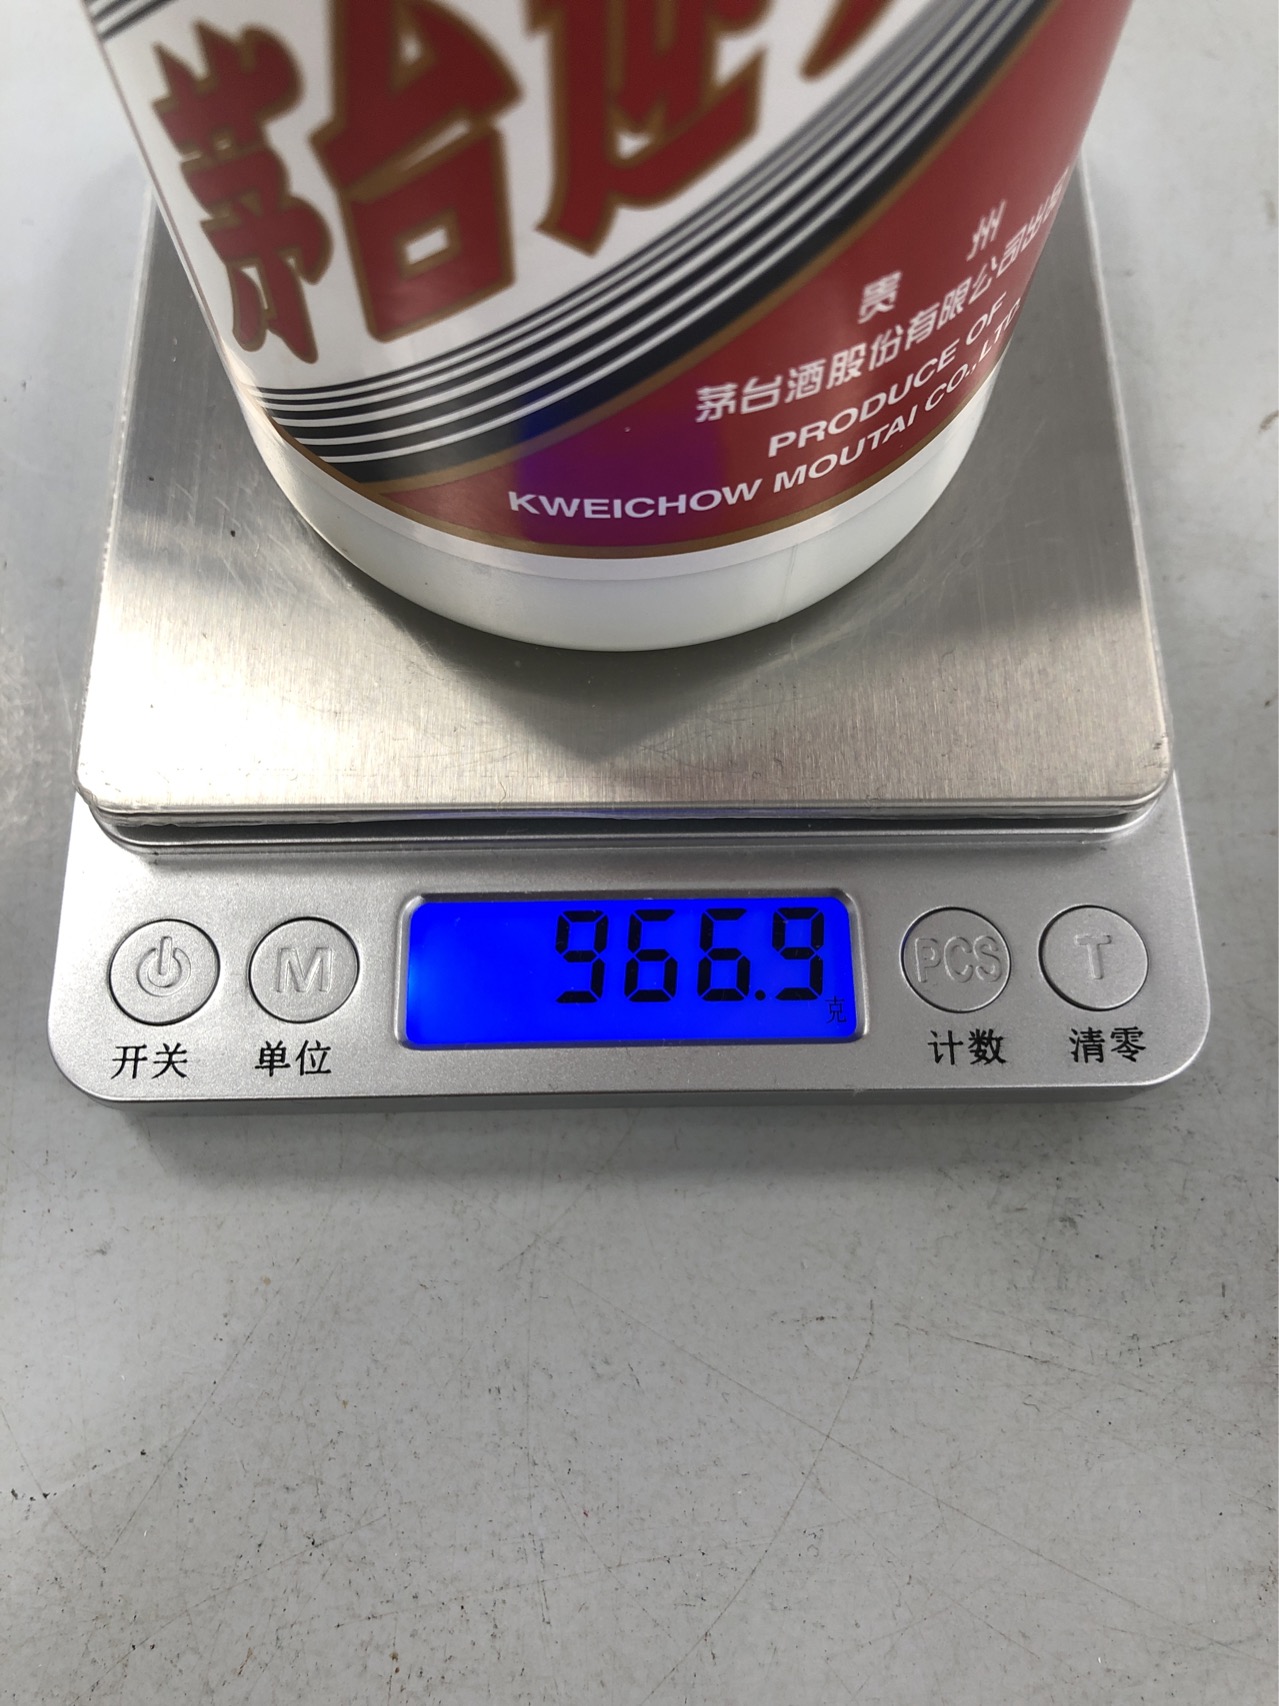 茅台迎
贵州
茅台酒股份有限公司出品
PRODUCE OF
KWEICHOW MOUTAI CO.,LTD
966.9
克
M
PCS
T
开关
单位
计数
清零